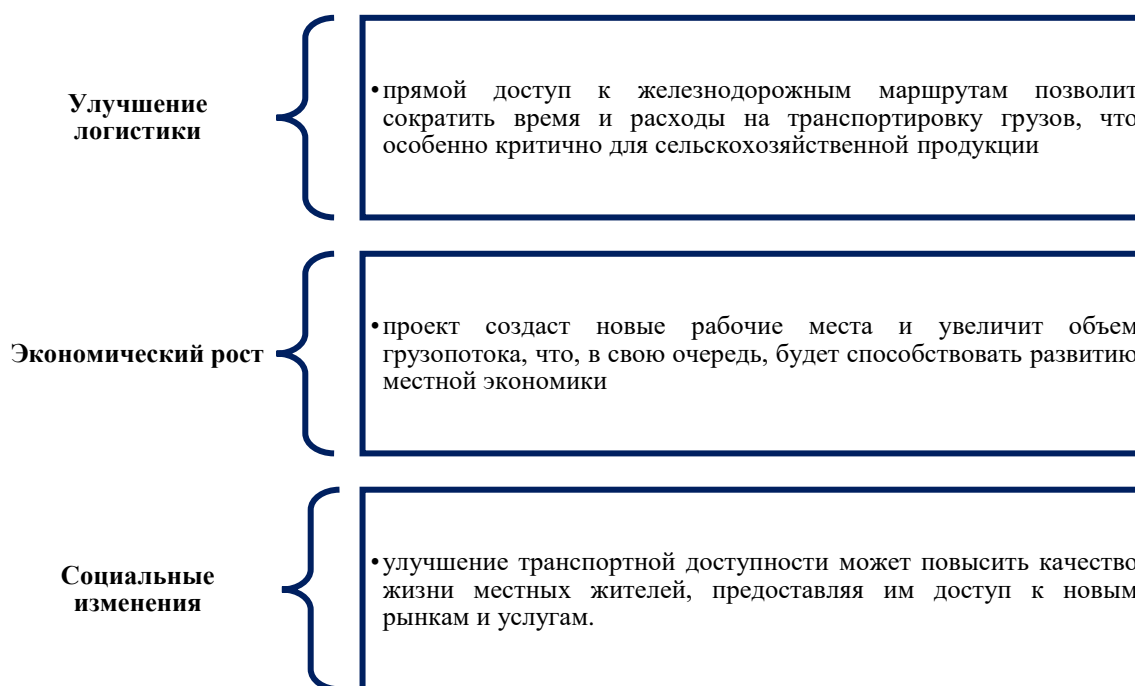 Улучшение
логистики
•прямой доступ к железнодорожным маршрутам позволит
сократить время и расходы на транспортировку грузов, что
особенно критично для сельскохозяйственной продукции
Экономический рост
•проект создаст новые рабочие места и увеличит объем
грузопотока, что, в свою очередь, будет способствовать развитию
местной экономики
Социальные
изменения
•улучшение транспортной доступности может повысить качество
жизни местных жителей, предоставляя им доступ к новым
рынкам и услугам.